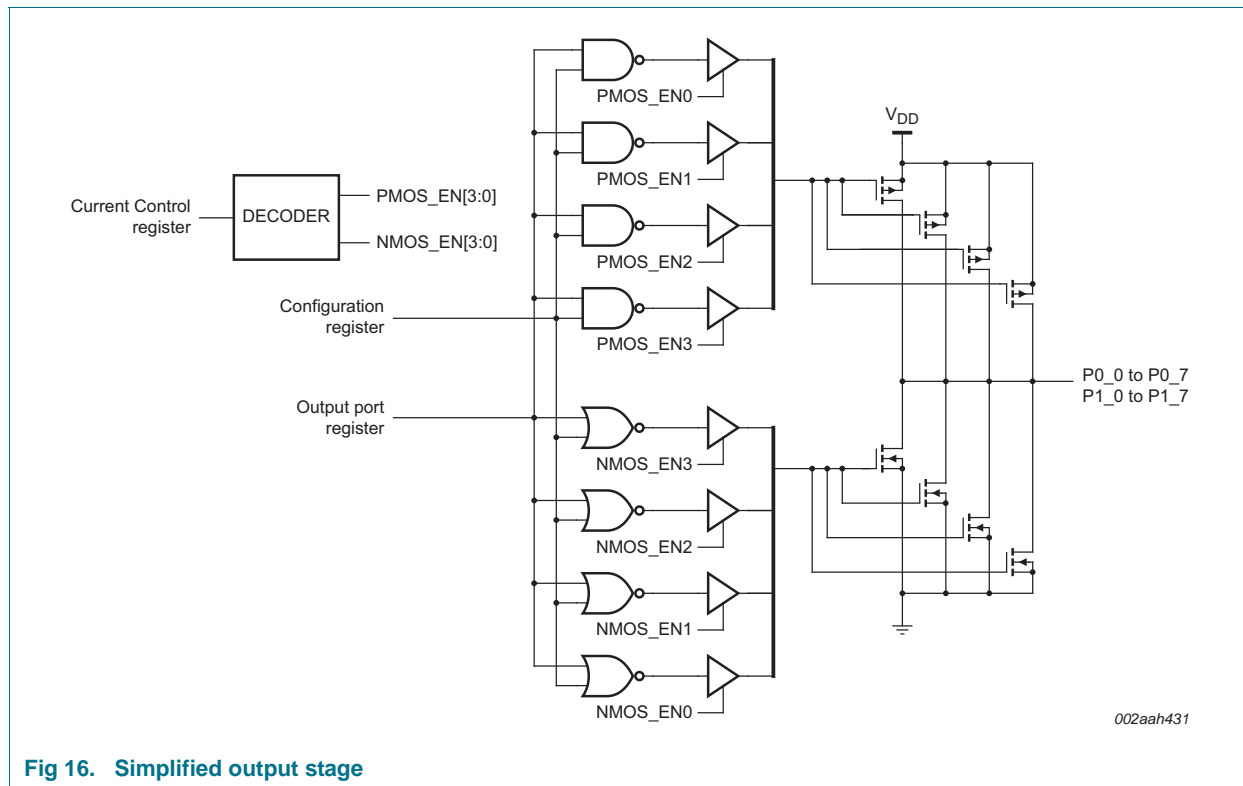 PMOS_EN0
V_DD
PMOS_EN1
Current Control
register
DECODER
PMOS_EN[3:0]
NMOS_EN[3:0]
PMOS_EN2
Configuration
register
PMOS_EN3
P0_0 to P0_7
P1_0 to P1_7
Output port
register
NMOS_EN3
NMOS_EN2
NMOS_EN1
NMOS_EN0
002aah431
Fig 16. Simplified output stage